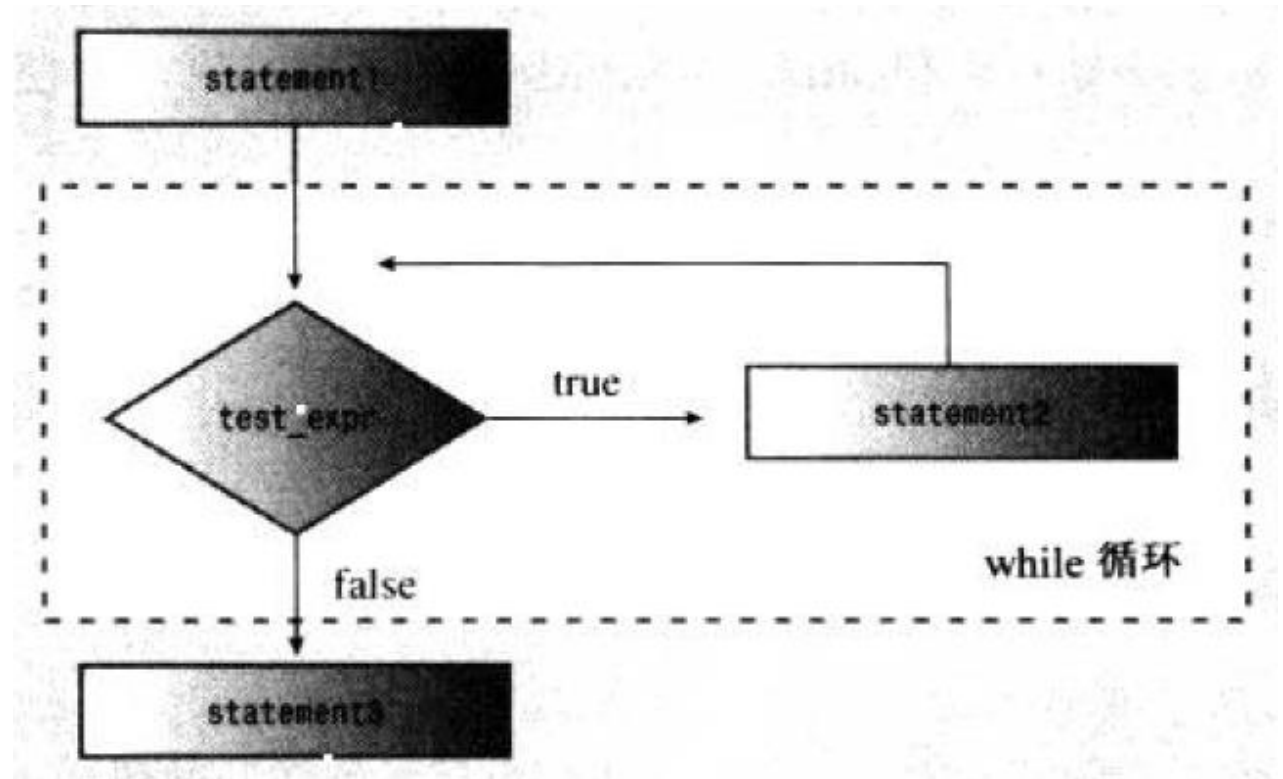 statement1
true
test_expr
statement2
while 循环
false
statement3